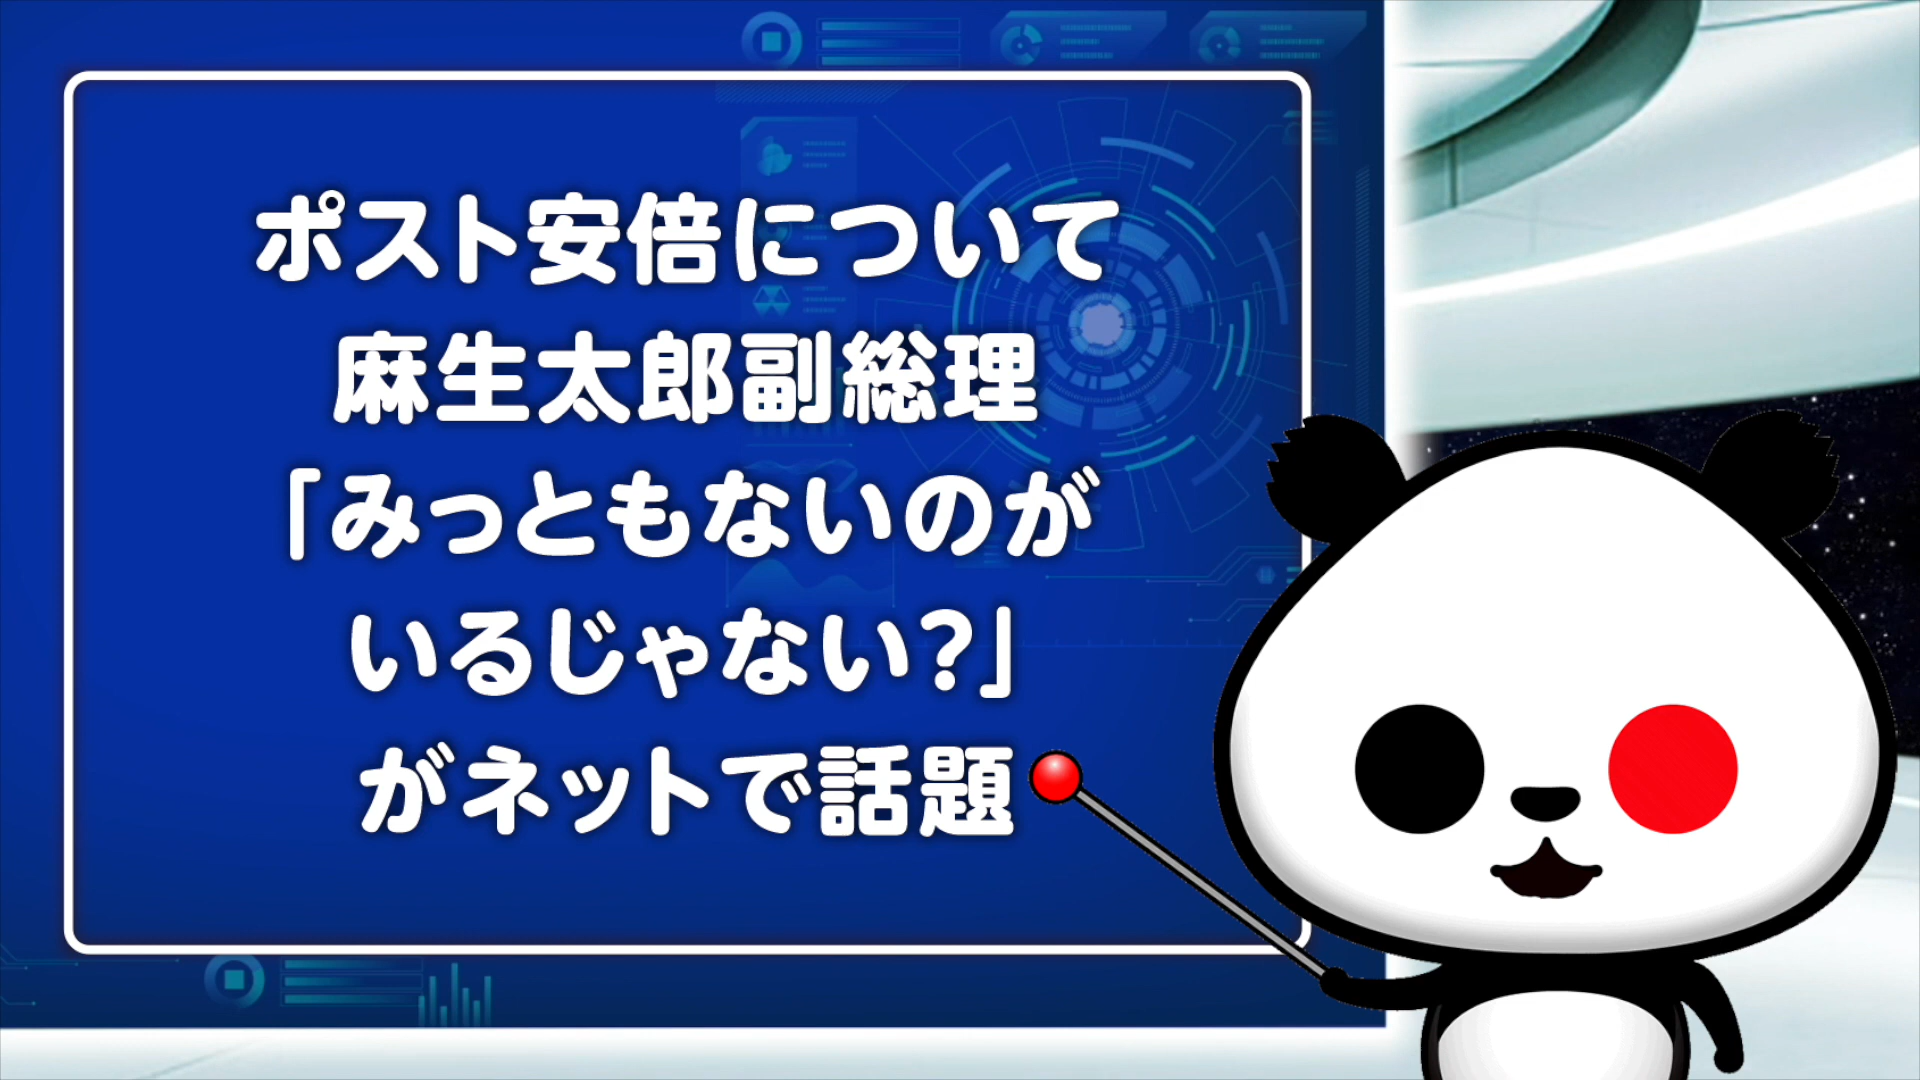 ポスト安倍について
麻生太郎副総理
「みっともないのが
いるじゃない?」
がネットで話題